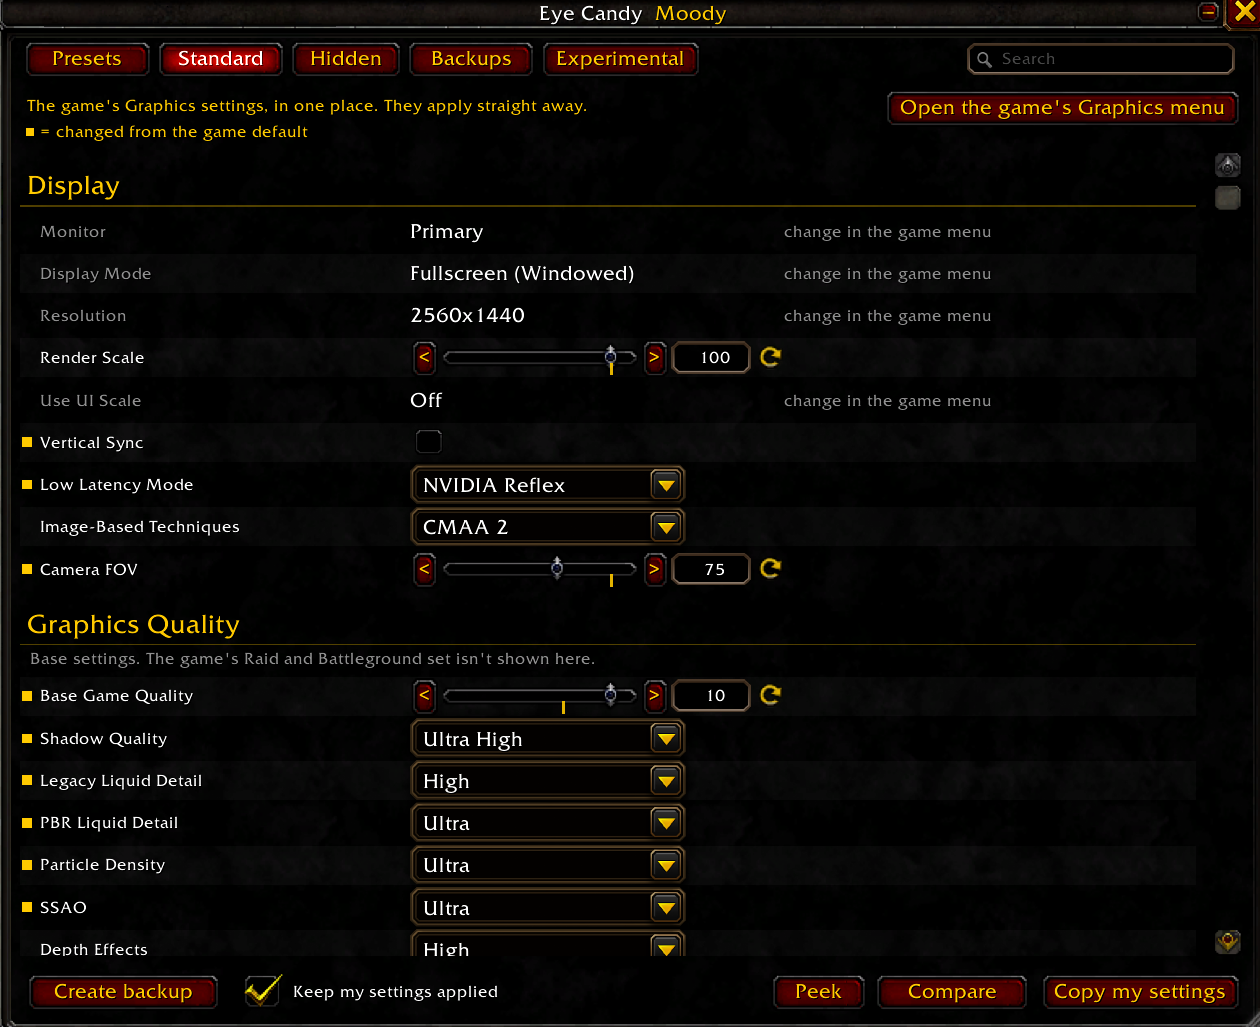 Eye Candy Moody
Presets Standard Hidden Backups Experimental Search
The game's Graphics settings, in one place. They apply straight away.
= changed from the game default
Open the game's Graphics menu
Display
Monitor Primary change in the game menu
Display Mode Fullscreen (Windowed) change in the game menu
Resolution 2560x1440 change in the game menu
Render Scale < > 100
Use UI Scale Off change in the game menu
Vertical Sync
Low Latency Mode NVIDIA Reflex
Image-Based Techniques CMAA 2
Camera FOV < > 75
Graphics Quality
Base settings. The game's Raid and Battleground set isn't shown here.
Base Game Quality < > 10
Shadow Quality Ultra High
Legacy Liquid Detail High
PBR Liquid Detail Ultra
Particle Density Ultra
SSAO Ultra
Depth Effects High
Create backup Keep my settings applied Peek Compare Copy my settings